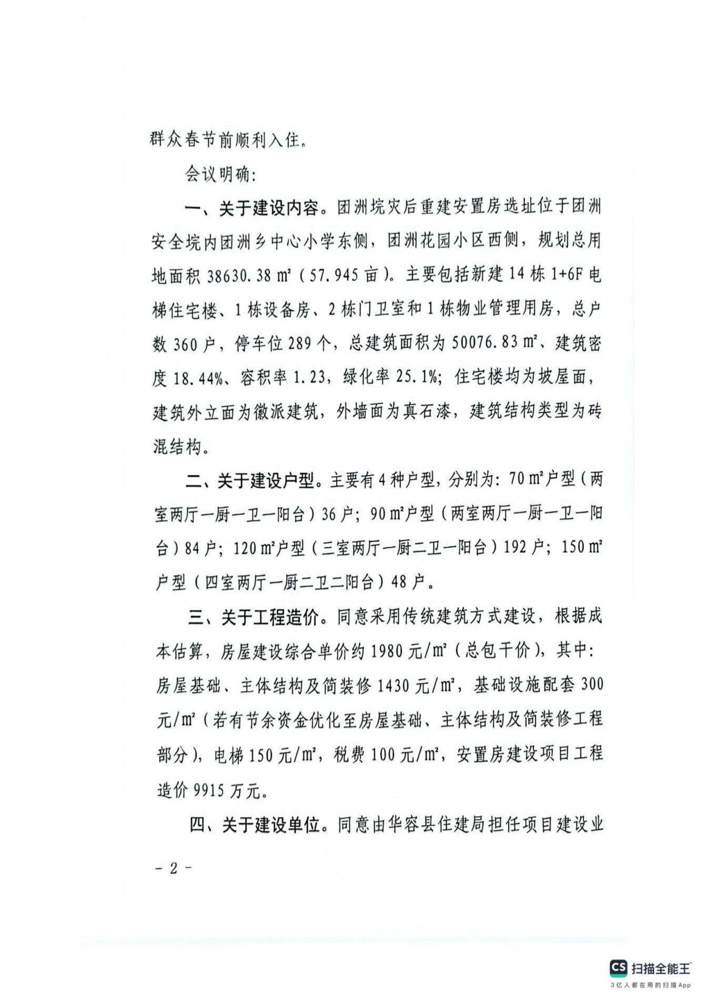 群众春节前顺利入住。
会议明确：
一、关于建设内容。团洲垸灾后重建安置房选址位于团洲
安全垸内团洲乡中心小学东侧，团洲花园小区西侧，规划总用
地面积 38630.38 ㎡（57.945 亩）。主要包括新建 14 栋 1+6F 电
梯住宅楼、1 栋设备房、2 栋门卫室和 1 栋物业管理用房，总户
数 360 户，停车位 289 个，总建筑面积为 50076.83 ㎡、建筑密
度 18.44%、容积率 1.23，绿化率 25.1%；住宅楼均为坡屋面，
建筑外立面为徽派建筑，外墙面为真石漆，建筑结构类型为砖
混结构。
二、关于建设户型。主要有 4 种户型，分别为：70 ㎡户型（两
室两厅一厨一卫一阳台）36 户；90 ㎡户型（两室两厅一厨一卫一阳
台）84 户；120 ㎡户型（三室两厅一厨二卫一阳台）192 户；150 ㎡
户型（四室两厅一厨二卫二阳台）48 户。
三、关于工程造价。同意采用传统建筑方式建设，根据成
本估算，房屋建设综合单价约 1980 元/㎡（总包干价），其中：
房屋基础、主体结构及简装修 1430 元/㎡，基础设施配套 300
元/㎡（若有节余资金优化至房屋基础、主体结构及简装修工程
部分），电梯 150 元/㎡，税费 100 元/㎡，安置房建设项目工程
造价 9915 万元。
四、关于建设单位。同意由华容县住建局担任项目建设业
- 2 -
CS 扫描全能王™
3亿人都在用的扫描App